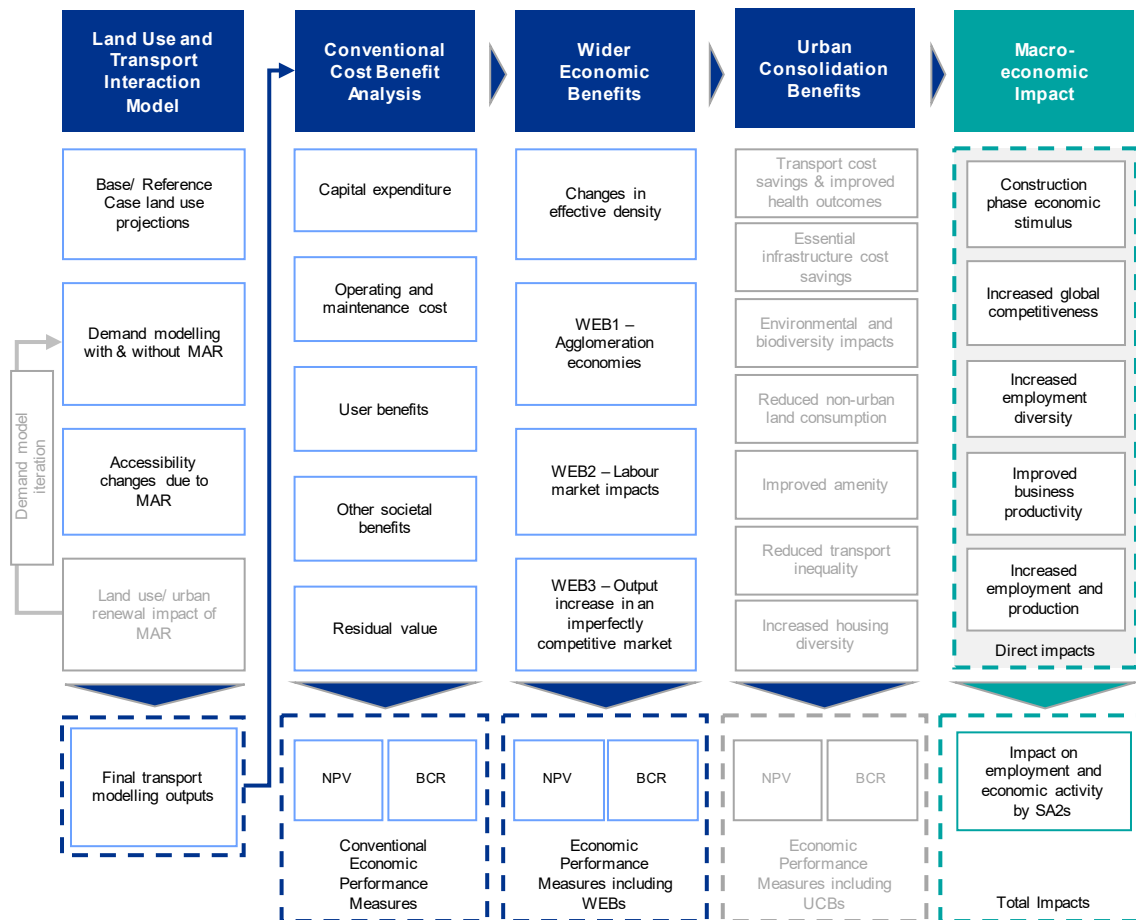 Land Use and
Transport
Interaction
Model
Base/ Reference
Case land use
projections
Demand modelling
with & without MAR
Accessibility
changes due to
MAR
Land use/ urban
renewal impact of
MAR
Demand model
iteration
Final transport
modelling outputs
Conventional
Cost Benefit
Analysis
Capital expenditure
Operating and
maintenance cost
User benefits
Other societal
benefits
Residual value
NPV
BCR
Conventional
Economic
Performance
Measures
Wider
Economic
Benefits
Changes in
effective density
WEB1 –
Agglomeration
economies
WEB2 – Labour
market impacts
WEB3 – Output
increase in an
imperfectly
competitive market
NPV
BCR
Economic
Performance
Measures including
WEBs
Urban
Consolidation
Benefits
Transport cost
savings & improved
health outcomes
Essential
infrastructure cost
savings
Environmental and
biodiversity impacts
Reduced non-urban
land consumption
Improved amenity
Reduced transport
inequality
Increased housing
diversity
NPV
BCR
Economic
Performance
Measures including
UCBs
Macro-
economic
Impact
Construction
phase economic
stimulus
Increased global
competitiveness
Increased
employment
diversity
Improved
business
productivity
Increased
employment and
production
Direct impacts
Impact on
employment and
economic activity
by SA2s
Total Impacts